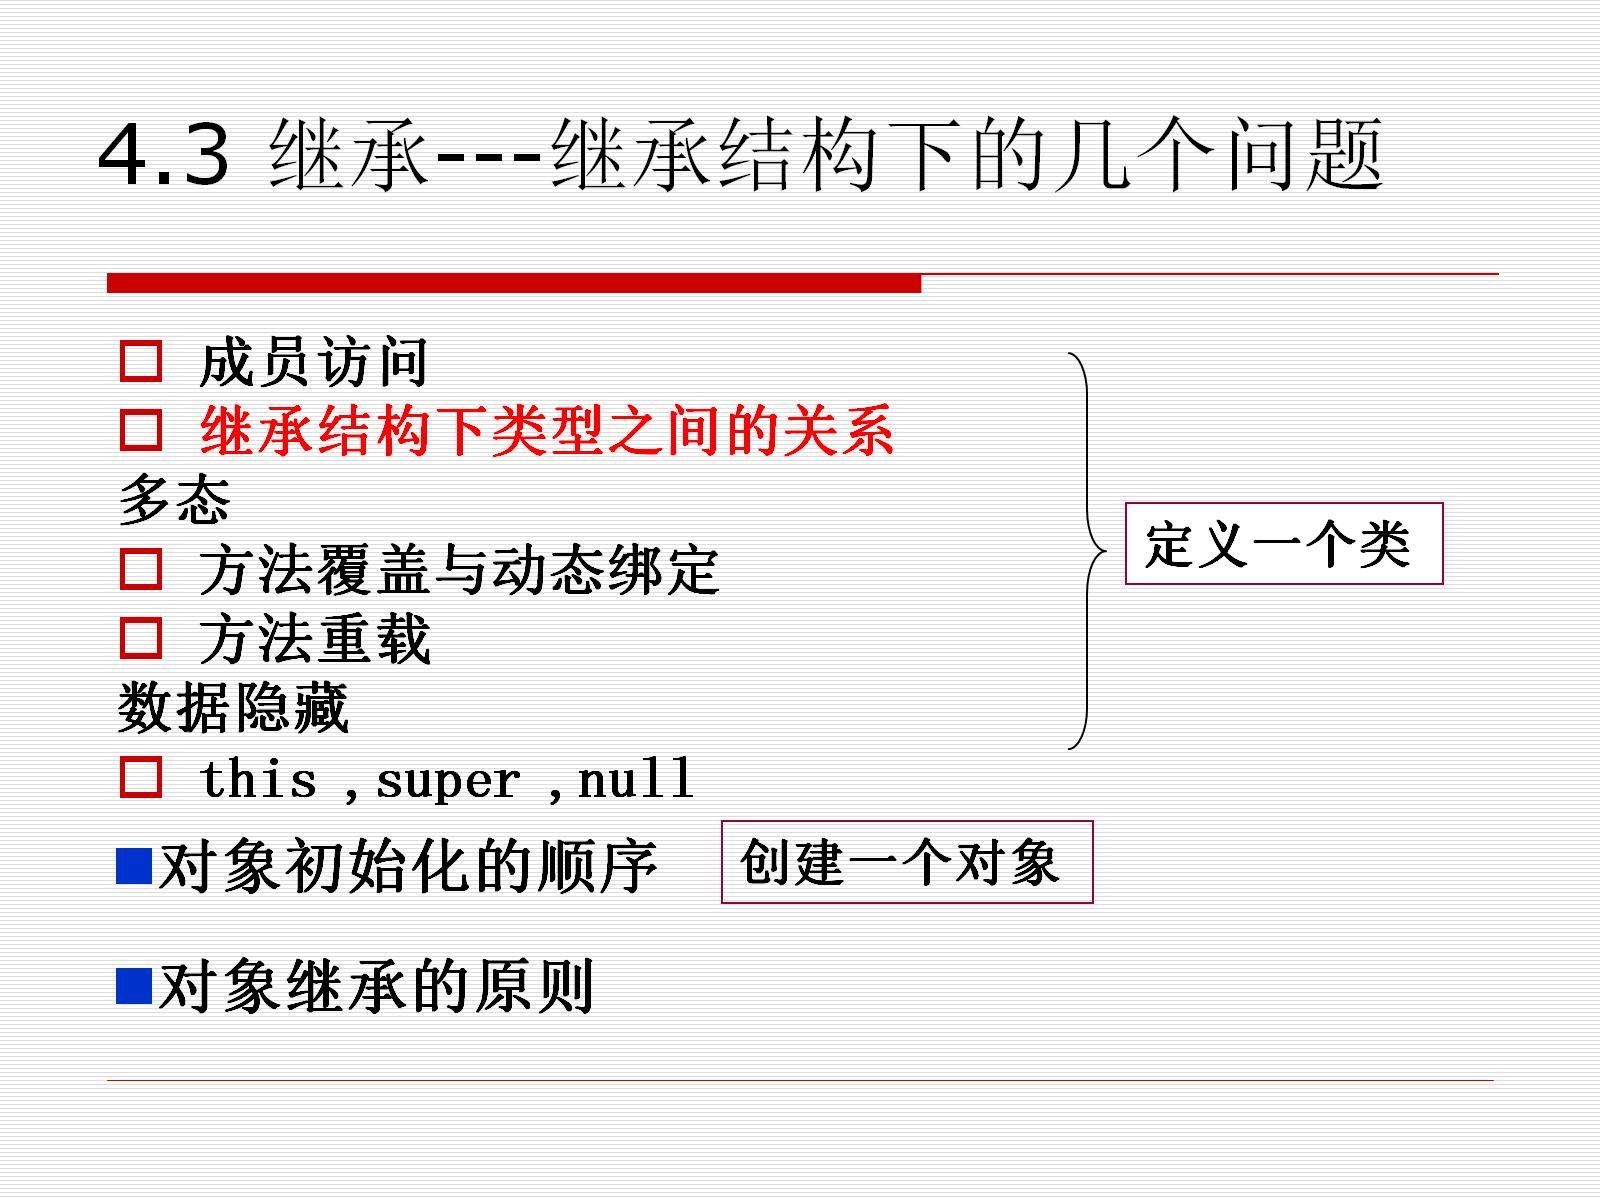 4.3 继承---继承结构下的几个问题
成员访问
继承结构下类型之间的关系
多态
方法覆盖与动态绑定
方法重载
数据隐藏
this ,super ,null
定义一个类
对象初始化的顺序
创建一个对象
对象继承的原则